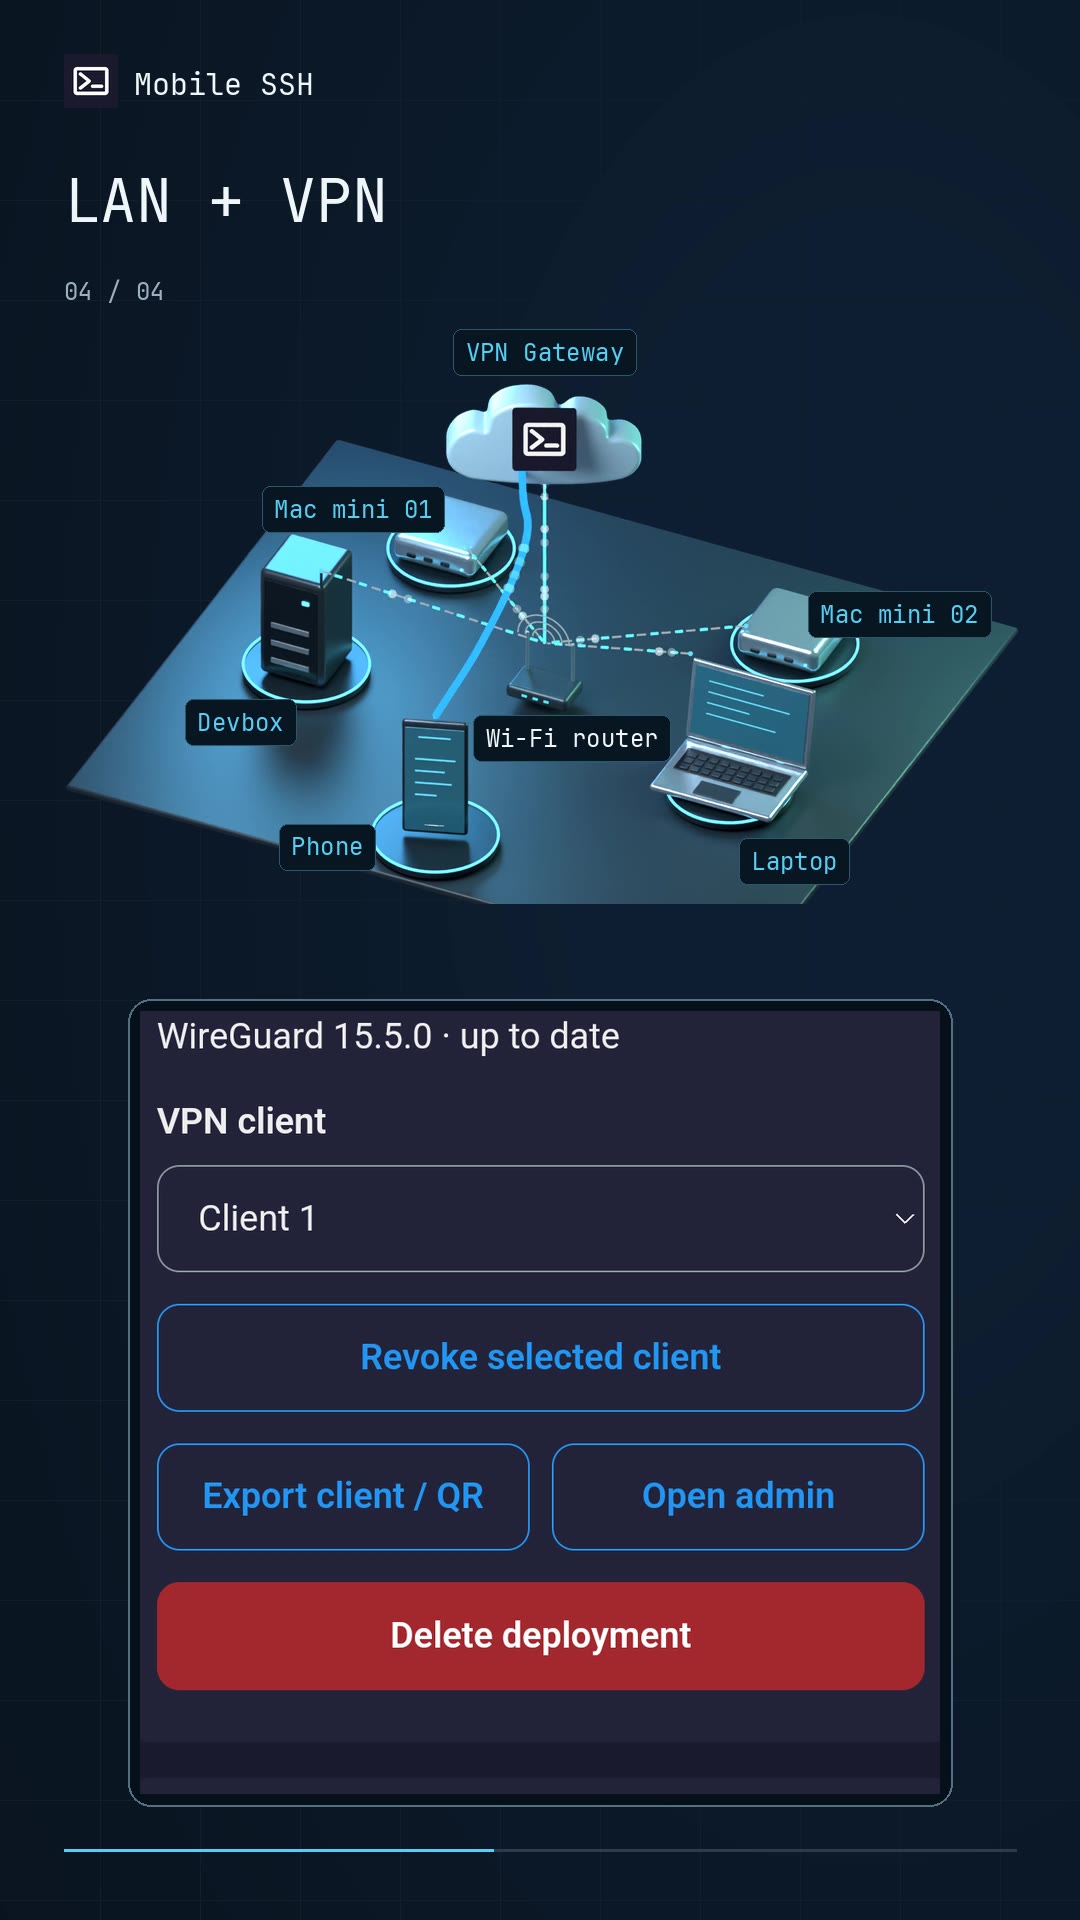 Mobile SSH
LAN + VPN
04 / 04
VPN Gateway
Mac mini 01
Mac mini 02
Devbox
Wi-Fi router
Phone
Laptop
WireGuard 15.5.0 · up to date
VPN client
Client 1
Revoke selected client
Export client / QR
Open admin
Delete deployment